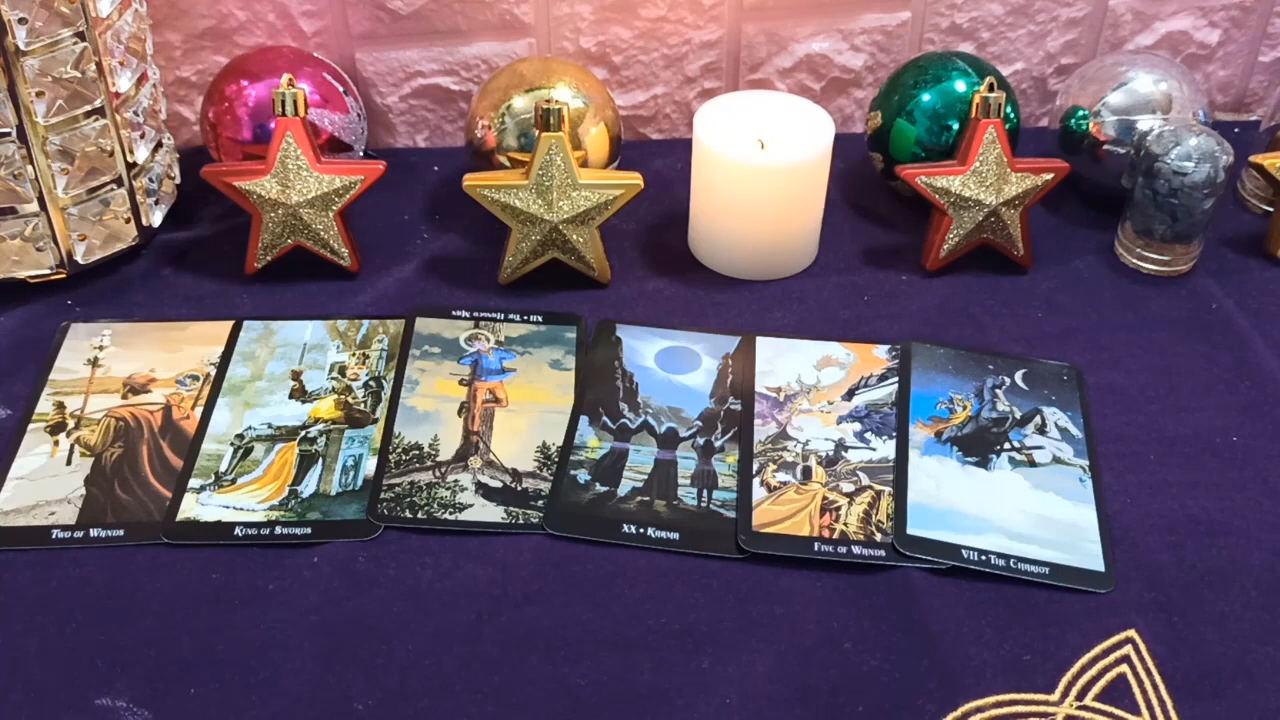 XII • The Hanged Man
Two of Wands
King of Swords
XX • Karma
Five of Wands
VII • The Chariot